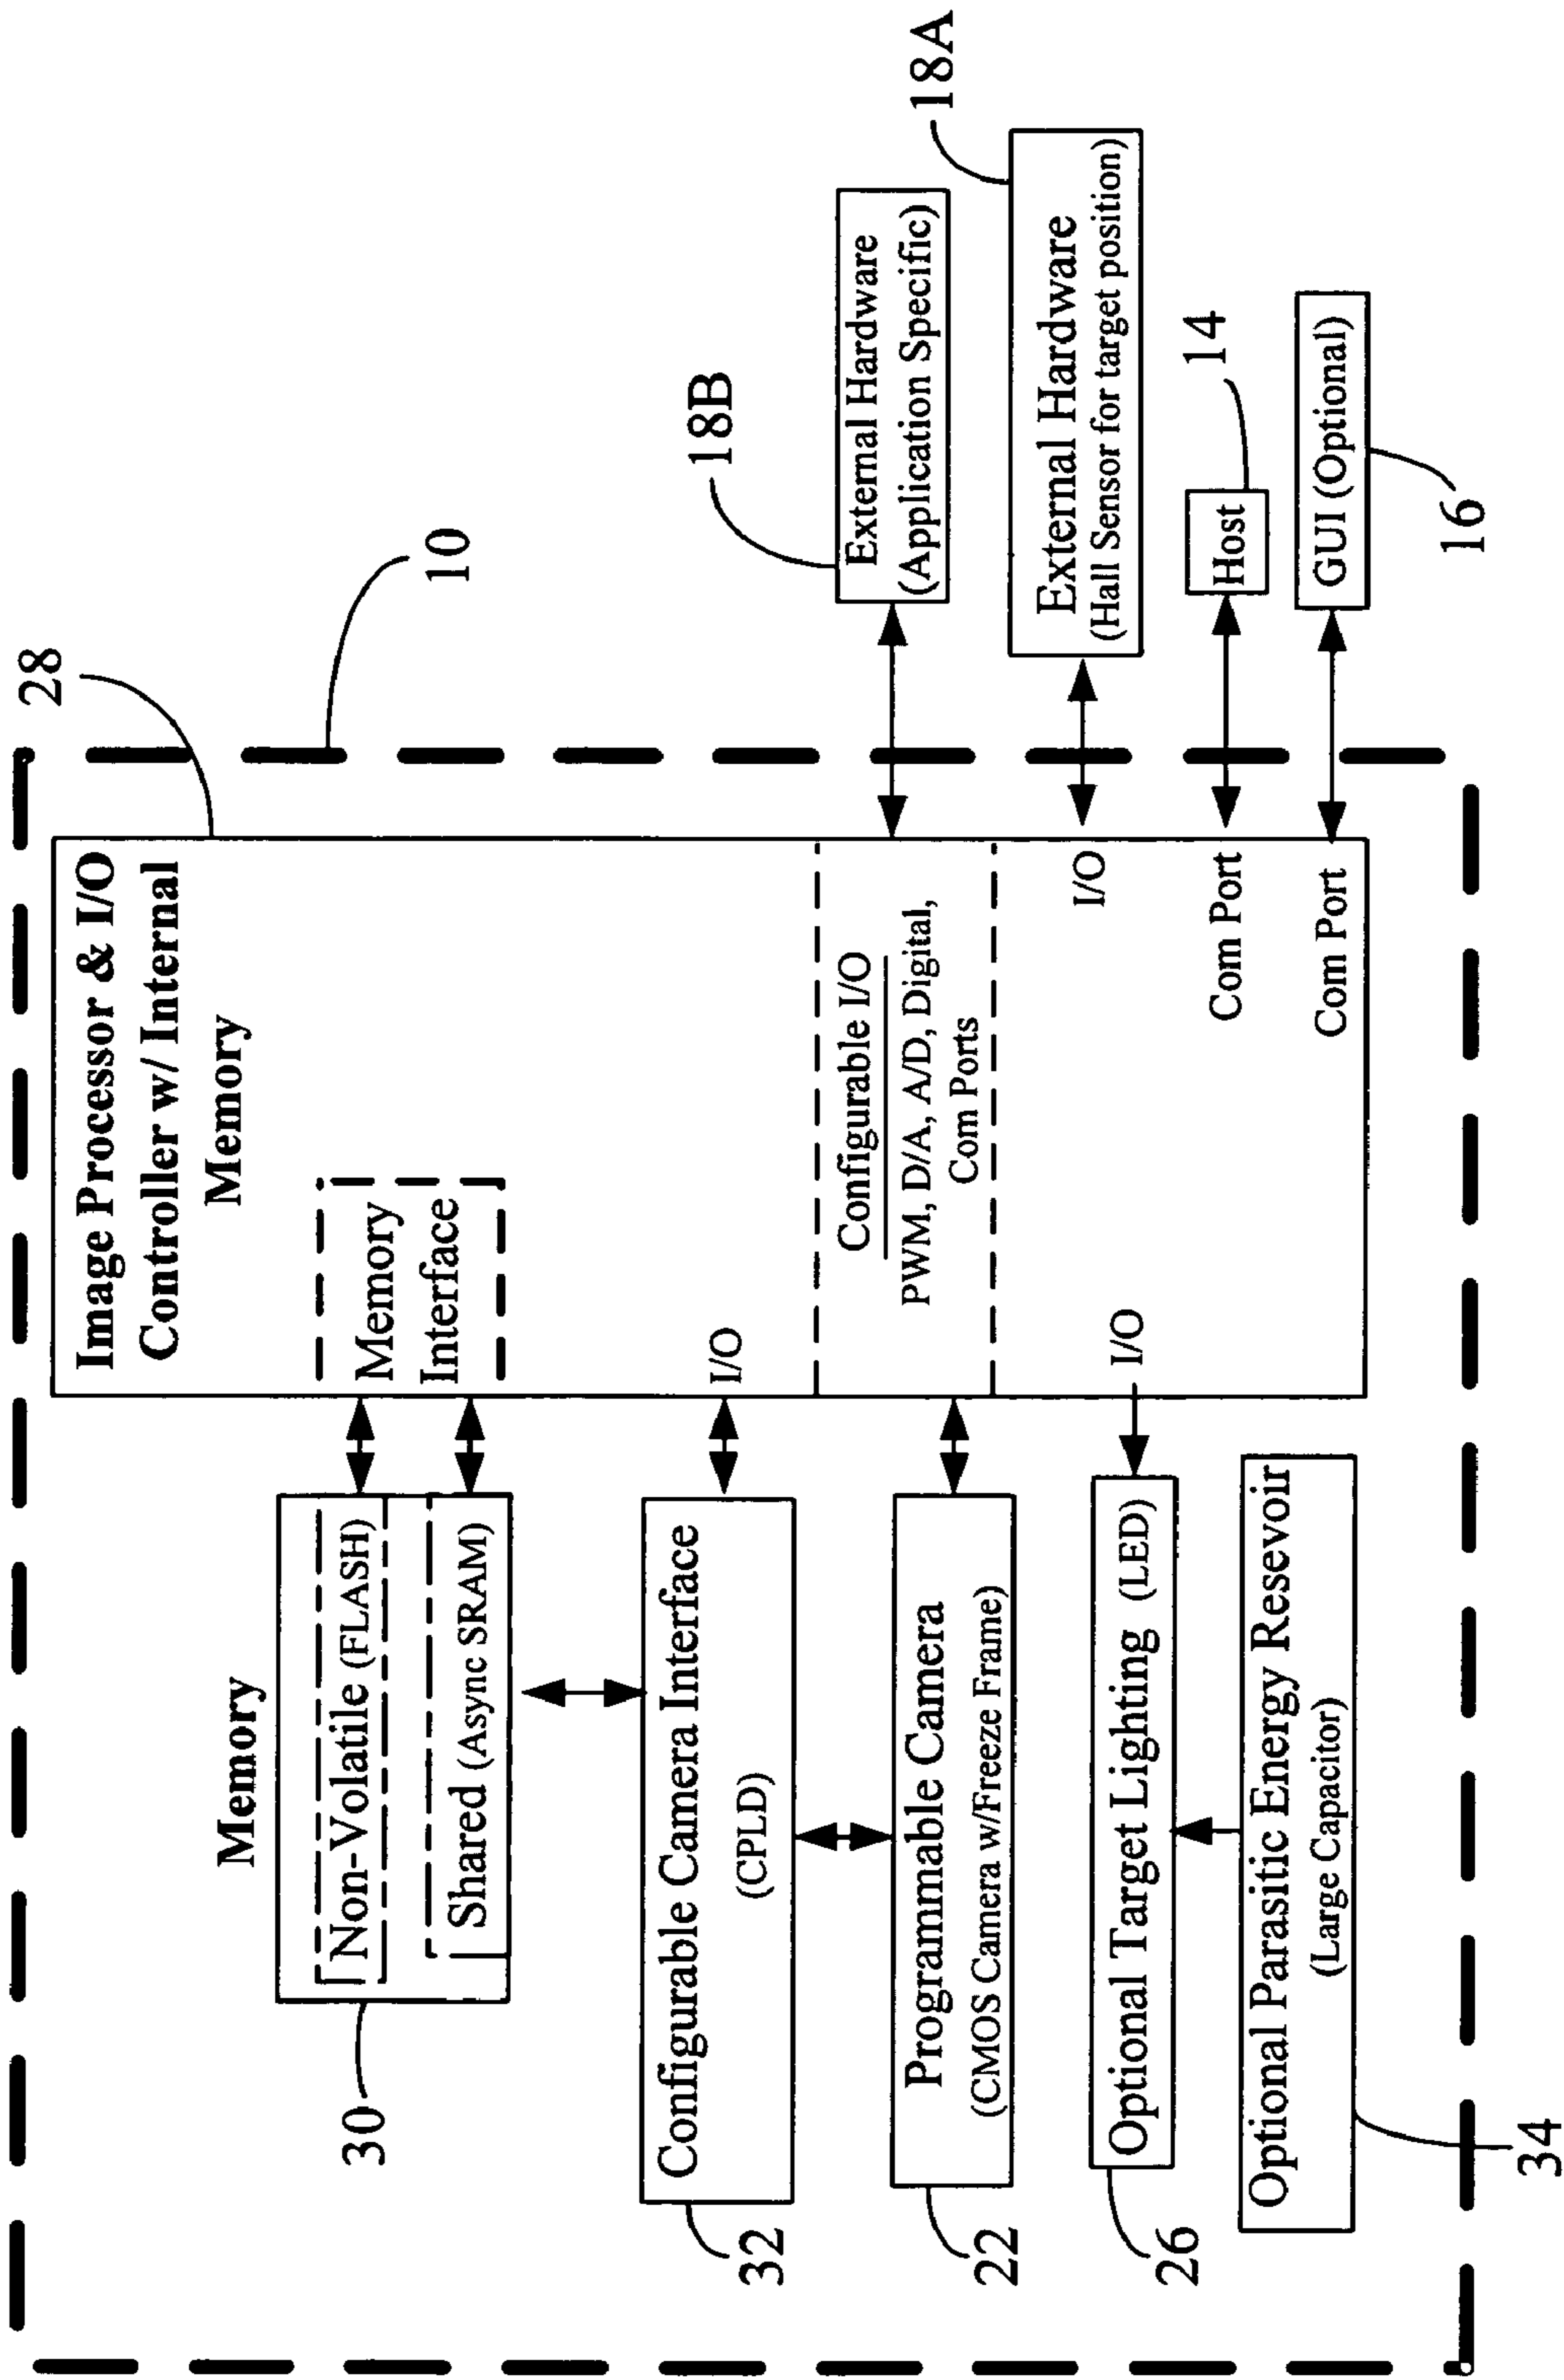 Memory
Non-Volatile (FLASH)
Shared (Async SRAM)
30
Configurable Camera Interface
(CPLD)
32
Programmable Camera
(CMOS Camera w/Freeze Frame)
22
Optional Target Lighting (LED)
26
Optional Parasitic Energy Resevoir
(Large Capacitor)
34
Image Processor & I/O
Controller w/ Internal
Memory
Memory
Interface
I/O
Configurable I/O
PWM, D/A, A/D, Digital,
Com Ports
I/O
I/O
Com Port
Com Port
28
10
18B
External Hardware
(Application Specific)
18A
External Hardware
(Hall Sensor for target position)
14
Host
GUI (Optional)
16